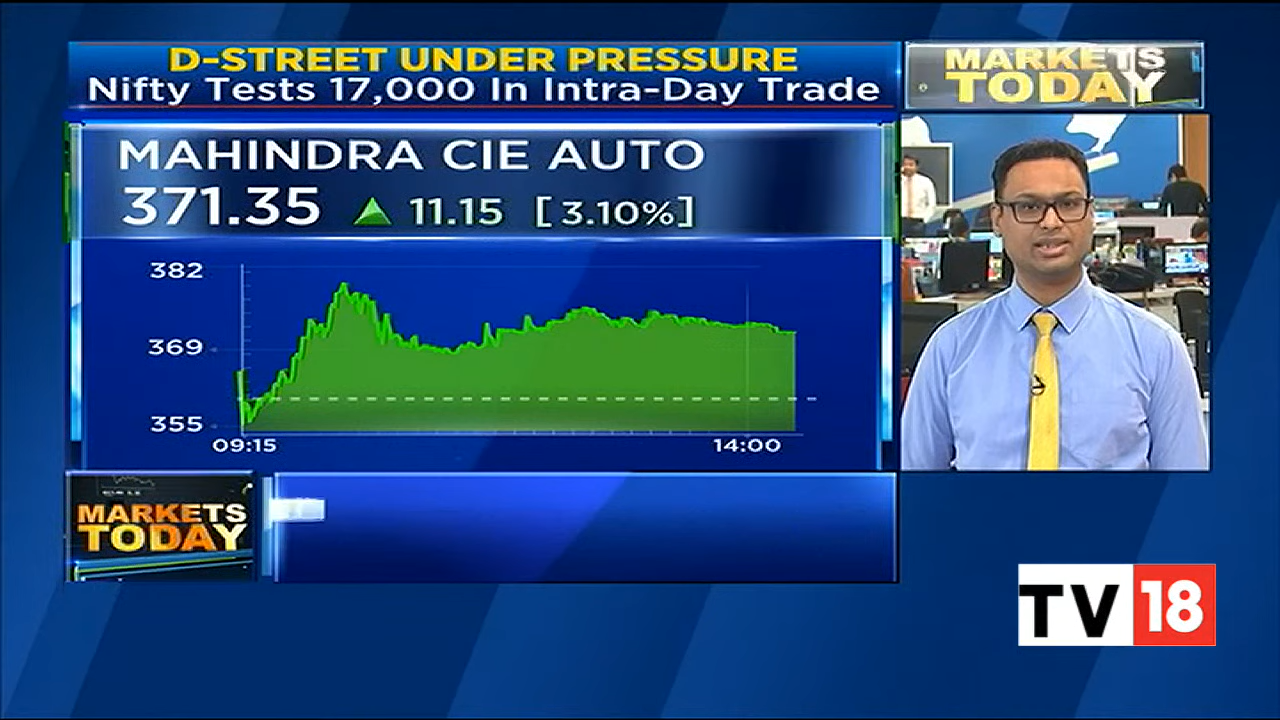 D-STREET UNDER PRESSURE
Nifty Tests 17,000 In Intra-Day Trade
MARKETS
TODAY
MAHINDRA CIE AUTO
371.35 ▲ 11.15 [3.10%]
382
369
355
09:15
14:00
MARKETS
TODAY
TV18